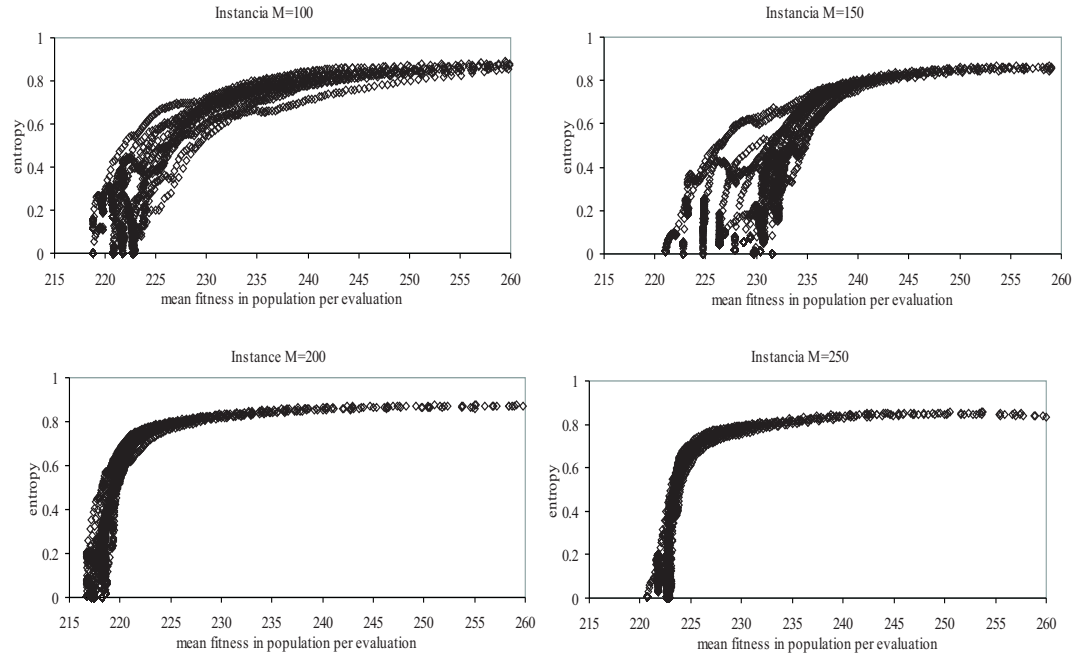 Instancia M=100
1
0.8
0.6
0.4
0.2
0
entropy
215 220 225 230 235 240 245 250 255 260
mean fitness in population per evaluation
Instancia M=150
1
0.8
0.6
0.4
0.2
0
entropy
215 220 225 230 235 240 245 250 255 260
mean fitness in population per evaluation
Instance M=200
1
0.8
0.6
0.4
0.2
0
entropy
215 220 225 230 235 240 245 250 255 260
mean fitness in population per evaluation
Instancia M=250
1
0.8
0.6
0.4
0.2
0
entropy
215 220 225 230 235 240 245 250 255 260
mean fitness in population per evaluation